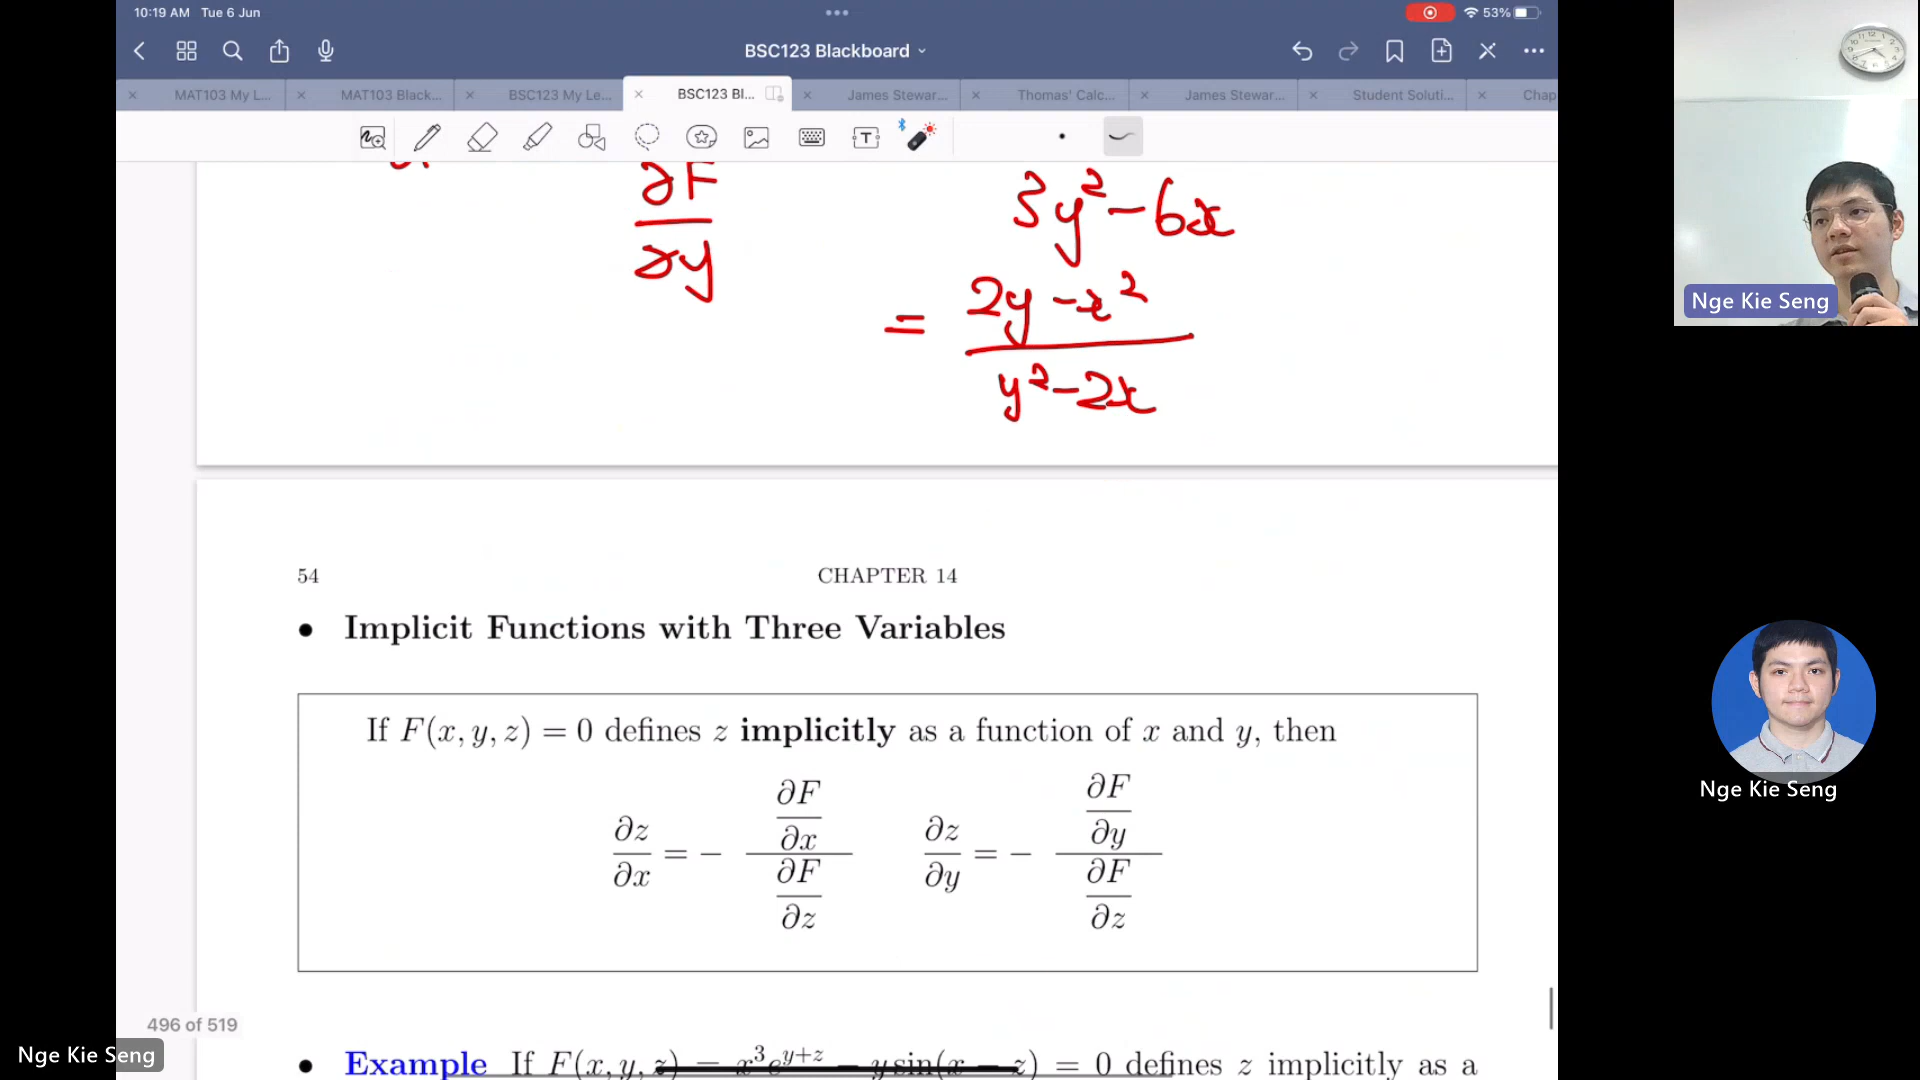 10:19 AM Tue 6 Jun
53%
BSC123 Blackboard
MAT103 My L...
MAT103 Black...
BSC123 My Le...
BSC123 Bl...
James Stewar...
Thomas' Calc...
James Stewar...
Student Soluti...
Chap
∂F
∂y
3y²-6x
= 2y-x²
y²-2x
54 CHAPTER 14
• Implicit Functions with Three Variables
If F(x, y, z) = 0 defines z implicitly as a function of x and y, then
∂z/∂x = − (∂F/∂x)/(∂F/∂z) ∂z/∂y = − (∂F/∂y)/(∂F/∂z)
• Example If F(x, y, z) = x³e^{y+z} − y sin(x − z) = 0 defines z implicitly as a
496 of 519
Nge Kie Seng
Nge Kie Seng
Nge Kie Seng